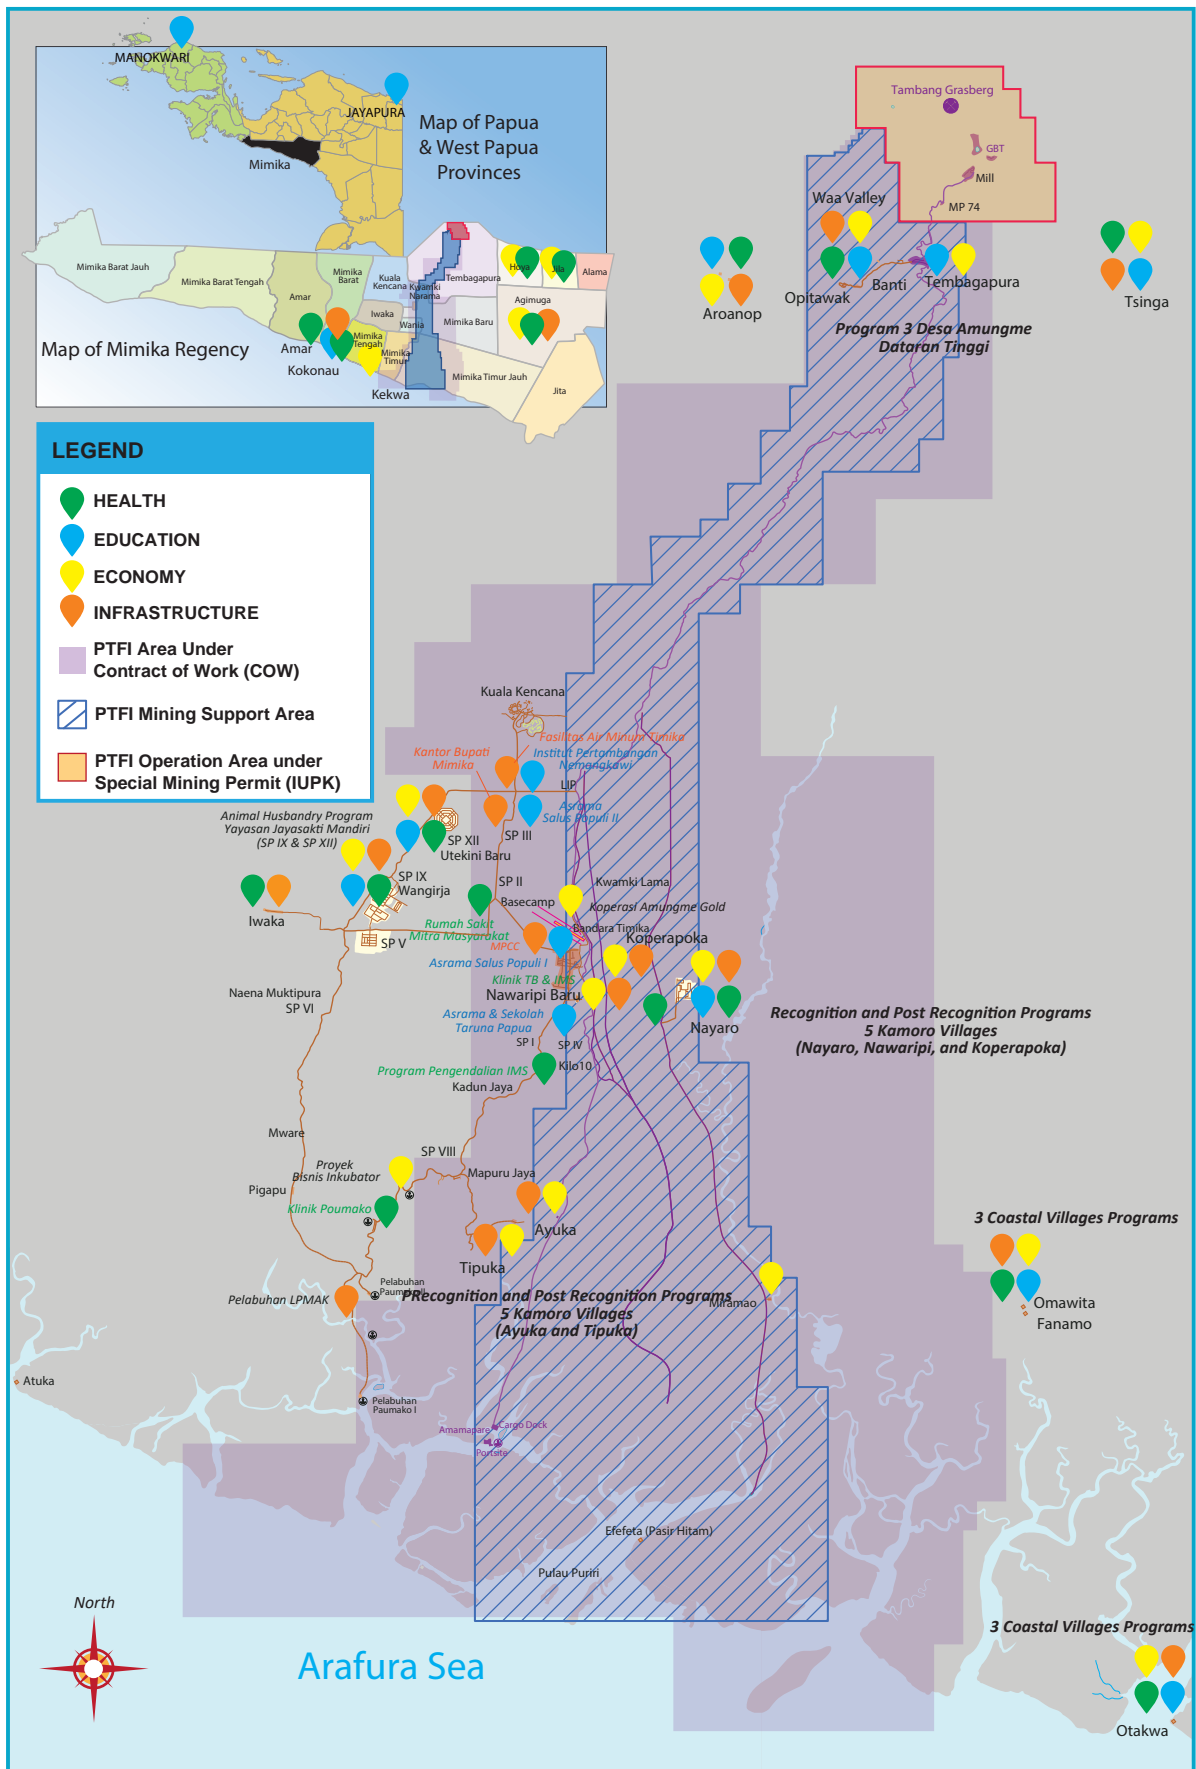 MANOKWARI
JAYAPURA
Map of Papua
& West Papua
Provinces
Mimika
Mimika Barat Jauh
Mimika Barat Tengah
Amar
Mimika
Barat
Kuala
Kencana
Kwamki
Narama
Tembagapura
Hoya
Jila
Alama
Agimuga
Iwaka
Wania
Mimika Baru
Mimika
Tengah
Mimika
Timur
Mimika Timur Jauh
Jita
Amar
Kokonau
Kekwa
Map of Mimika Regency
LEGEND
HEALTH
EDUCATION
ECONOMY
INFRASTRUCTURE
PTFI Area Under
Contract of Work (COW)
PTFI Mining Support Area
PTFI Operation Area under
Special Mining Permit (IUPK)
Tambang Grasberg
GBT
Mill
MP 74
Waa Valley
Aroanop
Opitawak
Banti
Tembagapura
Tsinga
Program 3 Desa Amungme
Dataran Tinggi
Kuala Kencana
Fasilitas Air Minum Timika
Kantor Bupati
Mimika
Institut Pertambangan
Nemangkawi
LIP
Asrama
Salus Populi II
SP III
Animal Husbandry Program
Yayasan Jayasakti Mandiri
(SP IX & SP XII)
SP XII
Utekini Baru
SP IX
Wangirja
SP II
Kwamki Lama
Basecamp
Koperasi Amungme Gold
Iwaka
Rumah Sakit
Mitra Masyarakat
SP V
MPCC
Bandara Timika
Koperapoka
Asrama Salus Populi I
Klinik TB & IMS
Nawaripi Baru
Naena Muktipura
SP VI
Asrama & Sekolah
Taruna Papua
Nayaro
Recognition and Post Recognition Programs
5 Kamoro Villages
(Nayaro, Nawaripi, and Koperapoka)
SP I
SP IV
Program Pengendalian IMS
Kilo10
Kadun Jaya
Mware
SP VIII
Proyek
Bisnis Inkubator
Mapuru Jaya
Pigapu
Klinik Poumako
Ayuka
Tipuka
3 Coastal Villages Programs
Pelabuhan
Paumako II
Pelabuhan LPMAK
PRecognition and Post Recognition Programs
5 Kamoro Villages
(Ayuka and Tipuka)
Miramao
Omawita
Fanamo
Atuka
Pelabuhan
Paumako I
Amamapare
Cargo Dock
Portsite
Efefeta (Pasir Hitam)
Pulau Puriri
North
Arafura Sea
3 Coastal Villages Programs
Otakwa